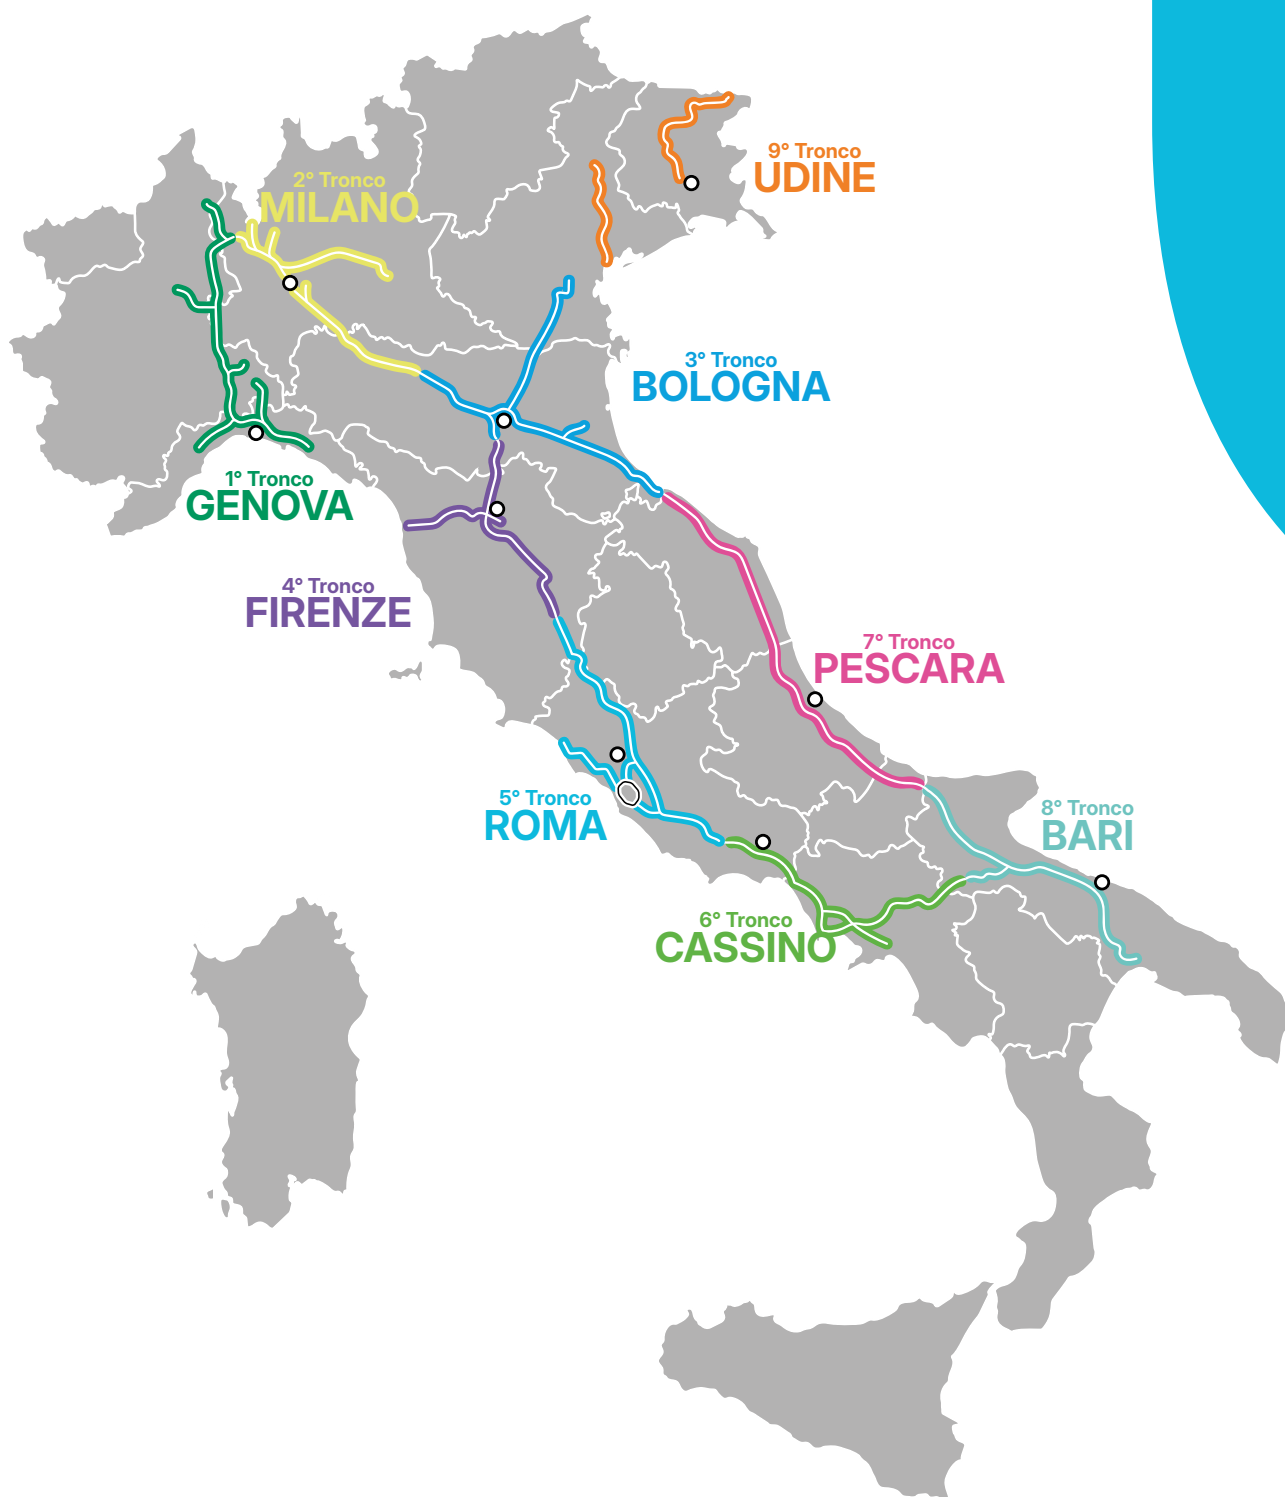 9° Tronco
UDINE
2° Tronco
MILANO
3° Tronco
BOLOGNA
1° Tronco
GENOVA
4° Tronco
FIRENZE
7° Tronco
PESCARA
5° Tronco
ROMA
8° Tronco
BARI
6° Tronco
CASSINO